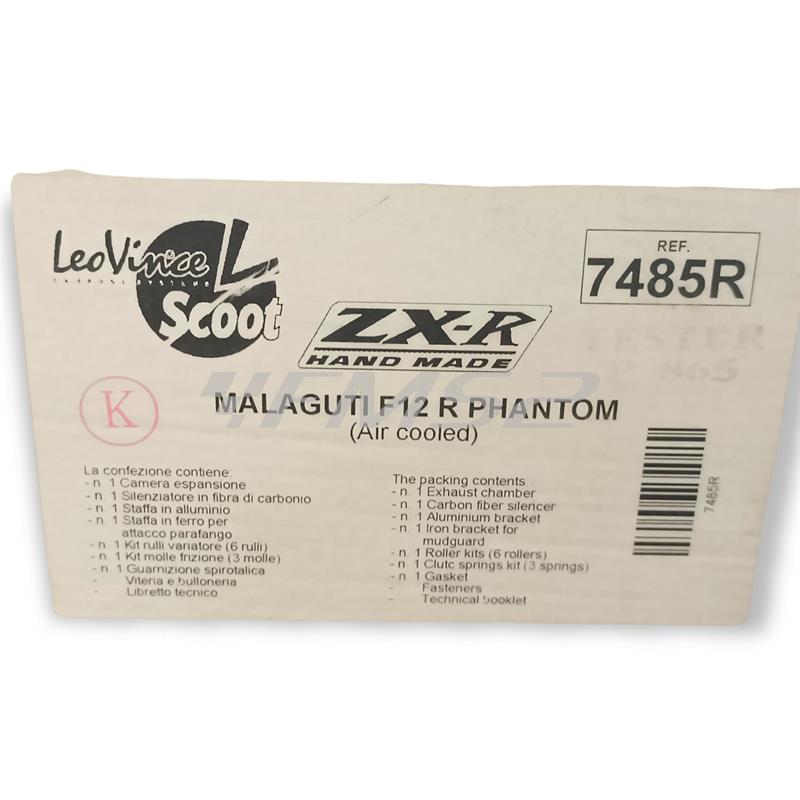 LeoVince L
EXHAUST SYSTEMS
Scoot
REF.
7485R
ZX-R
HAND MADE
K
4FMS2
MALAGUTI F12 R PHANTOM
(Air cooled)
La confezione contiene:
- n. 1 Camera espansione
- n. 1 Silenziatore in fibra di carbonio
- n. 1 Staffa in alluminio
- n. 1 Staffa in ferro per
attacco parafango
- n. 1 Kit rulli variatore (6 rulli)
- n. 1 Kit molle frizione (3 molle)
- n. 1 Guarnizione spirotalica
- Viteria e bulloneria
- Libretto tecnico
The packing contents
- n. 1 Exhaust chamber
- n. 1 Carbon fiber silencer
- n. 1 Aluminium bracket
- n. 1 Iron bracket for
mudguard
- n. 1 Roller kits (6 rollers)
- n. 1 Clutc springs kit (3 springs)
- n. 1 Gasket
- Fasteners
- Technical booklet
7485R